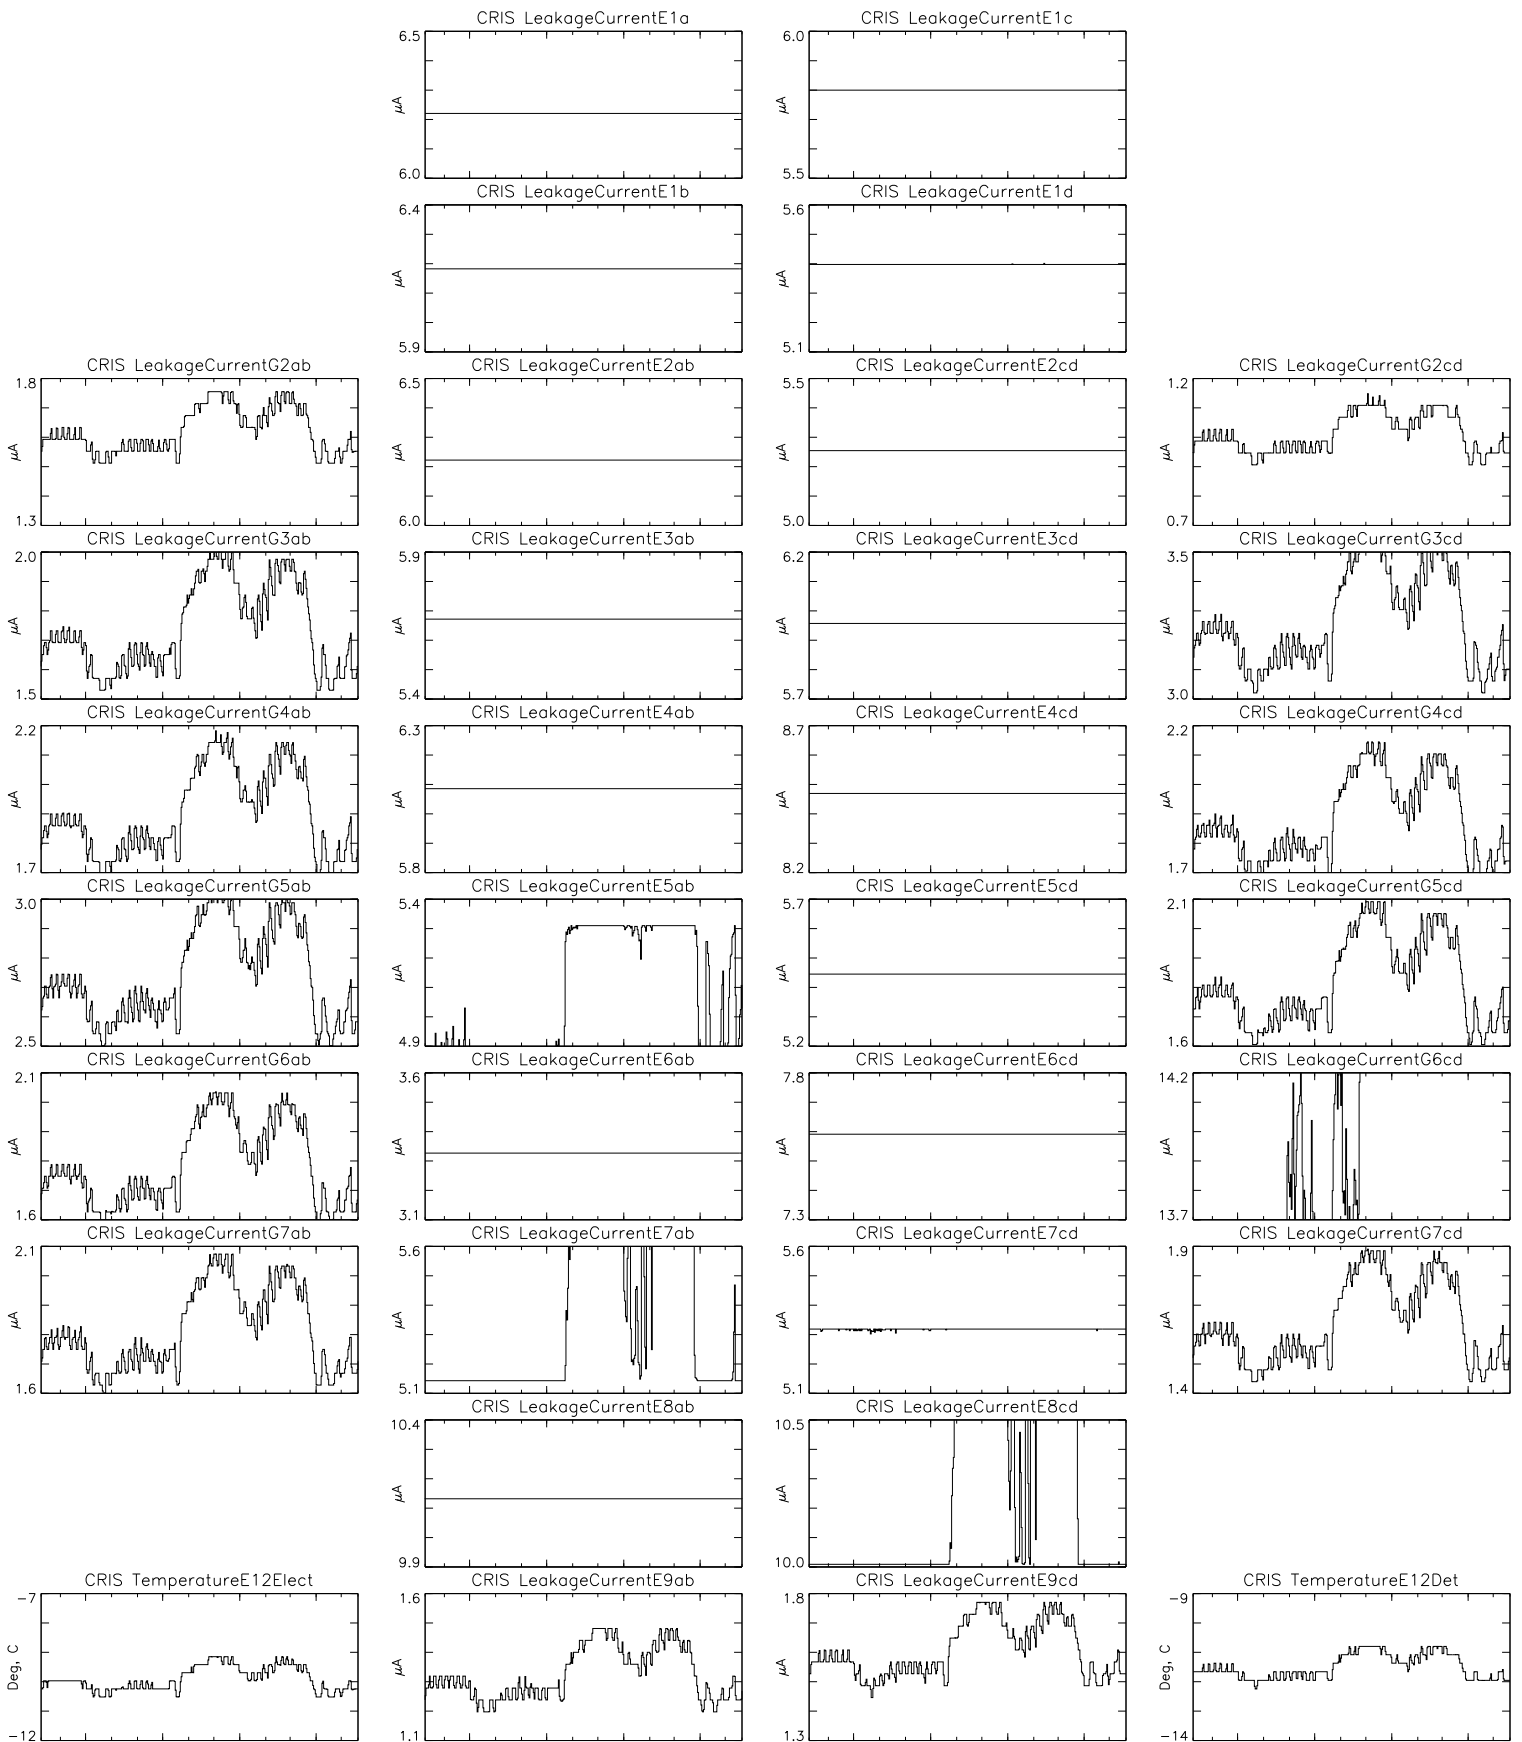 CRIS LeakageCurrentE1a
6.5
μA
6.0
CRIS LeakageCurrentE1c
6.0
μA
5.5
CRIS LeakageCurrentE1b
6.4
μA
5.9
CRIS LeakageCurrentE1d
5.6
μA
5.1
CRIS LeakageCurrentG2ab
1.8
μA
1.3
CRIS LeakageCurrentE2ab
6.5
μA
6.0
CRIS LeakageCurrentE2cd
5.5
μA
5.0
CRIS LeakageCurrentG2cd
1.2
μA
0.7
CRIS LeakageCurrentG3ab
2.0
μA
1.5
CRIS LeakageCurrentE3ab
5.9
μA
5.4
CRIS LeakageCurrentE3cd
6.2
μA
5.7
CRIS LeakageCurrentG3cd
3.5
μA
3.0
CRIS LeakageCurrentG4ab
2.2
μA
1.7
CRIS LeakageCurrentE4ab
6.3
μA
5.8
CRIS LeakageCurrentE4cd
8.7
μA
8.2
CRIS LeakageCurrentG4cd
2.2
μA
1.7
CRIS LeakageCurrentG5ab
3.0
μA
2.5
CRIS LeakageCurrentE5ab
5.4
μA
4.9
CRIS LeakageCurrentE5cd
5.7
μA
5.2
CRIS LeakageCurrentG5cd
2.1
μA
1.6
CRIS LeakageCurrentG6ab
2.1
μA
1.6
CRIS LeakageCurrentE6ab
3.6
μA
3.1
CRIS LeakageCurrentE6cd
7.8
μA
7.3
CRIS LeakageCurrentG6cd
14.2
μA
13.7
CRIS LeakageCurrentG7ab
2.1
μA
1.6
CRIS LeakageCurrentE7ab
5.6
μA
5.1
CRIS LeakageCurrentE7cd
5.6
μA
5.1
CRIS LeakageCurrentG7cd
1.9
μA
1.4
CRIS LeakageCurrentE8ab
10.4
μA
9.9
CRIS LeakageCurrentE8cd
10.5
μA
10.0
CRIS TemperatureE12Elect
-7
Deg, C
-12
CRIS LeakageCurrentE9ab
1.6
μA
1.1
CRIS LeakageCurrentE9cd
1.8
μA
1.3
CRIS TemperatureE12Det
-9
Deg, C
-14